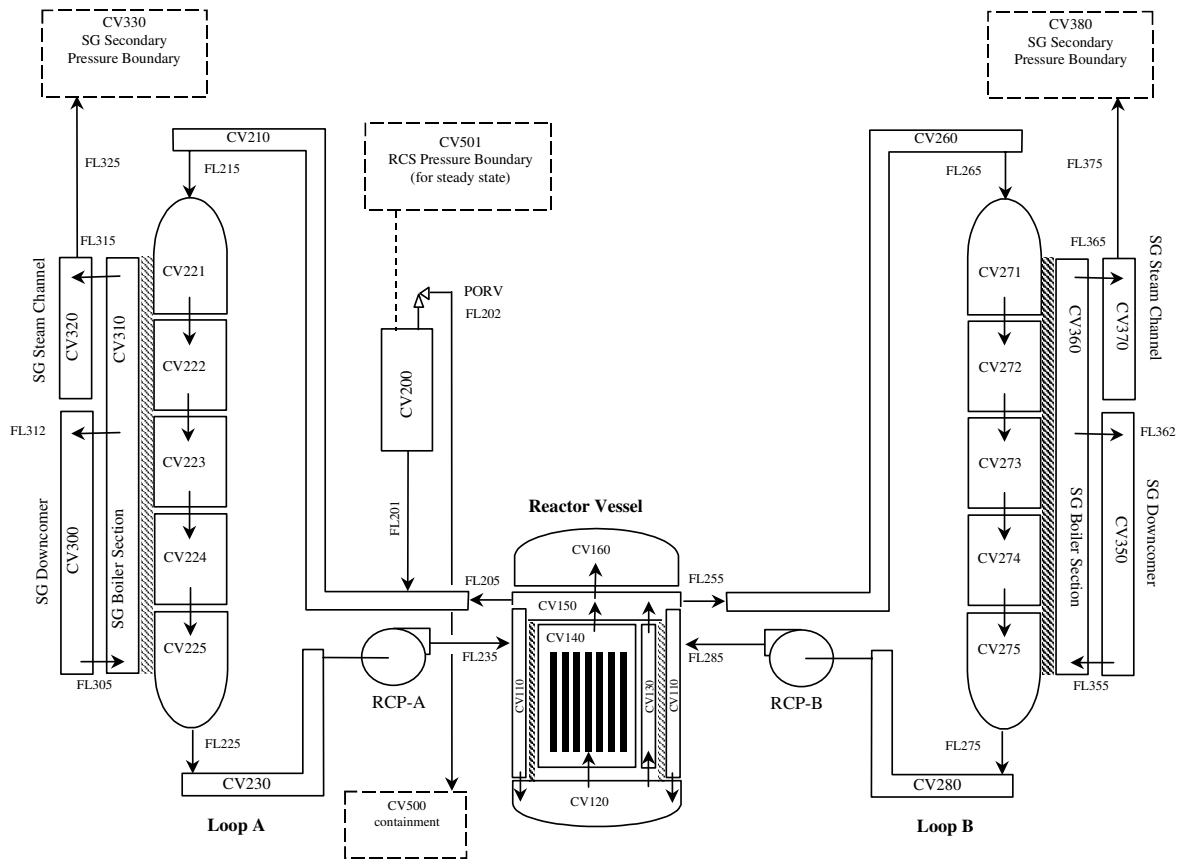 CV330
SG Secondary
Pressure Boundary
CV380
SG Secondary
Pressure Boundary
CV210
CV501
RCS Pressure Boundary
(for steady state)
CV260
FL325
FL215
FL265
FL375
FL315
FL365
SG Steam Channel
CV320
CV310
CV221
PORV
FL202
CV271
CV360
CV370
SG Steam Channel
CV222
CV200
CV272
FL312
FL362
CV223
CV273
SG Downcomer
CV300
SG Boiler Section
CV224
FL201
Reactor Vessel
CV160
CV274
SG Boiler Section
CV350
SG Downcomer
FL205
FL255
CV150
CV140
CV225
FL235
FL285
CV275
FL305
RCP-A
CV110
CV130
CV110
RCP-B
FL355
FL225
FL275
CV230
CV120
CV280
CV500
containment
Loop A
Loop B